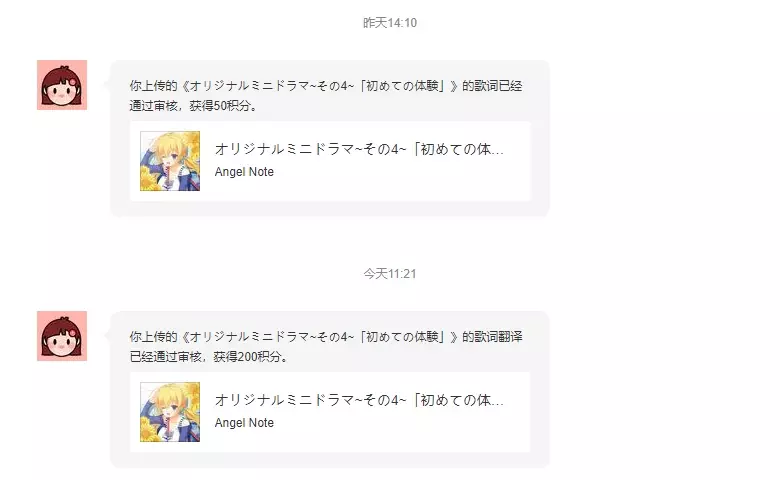 昨天14:10
你上传的《オリジナルミニドラマ~その4~「初めての体験」》的歌词已经
通过审核，获得50积分。
オリジナルミニドラマ~その4~「初めての体...
Angel Note
今天11:21
你上传的《オリジナルミニドラマ~その4~「初めての体験」》的歌词翻译
已经通过审核，获得200积分。
オリジナルミニドラマ~その4~「初めての体...
Angel Note